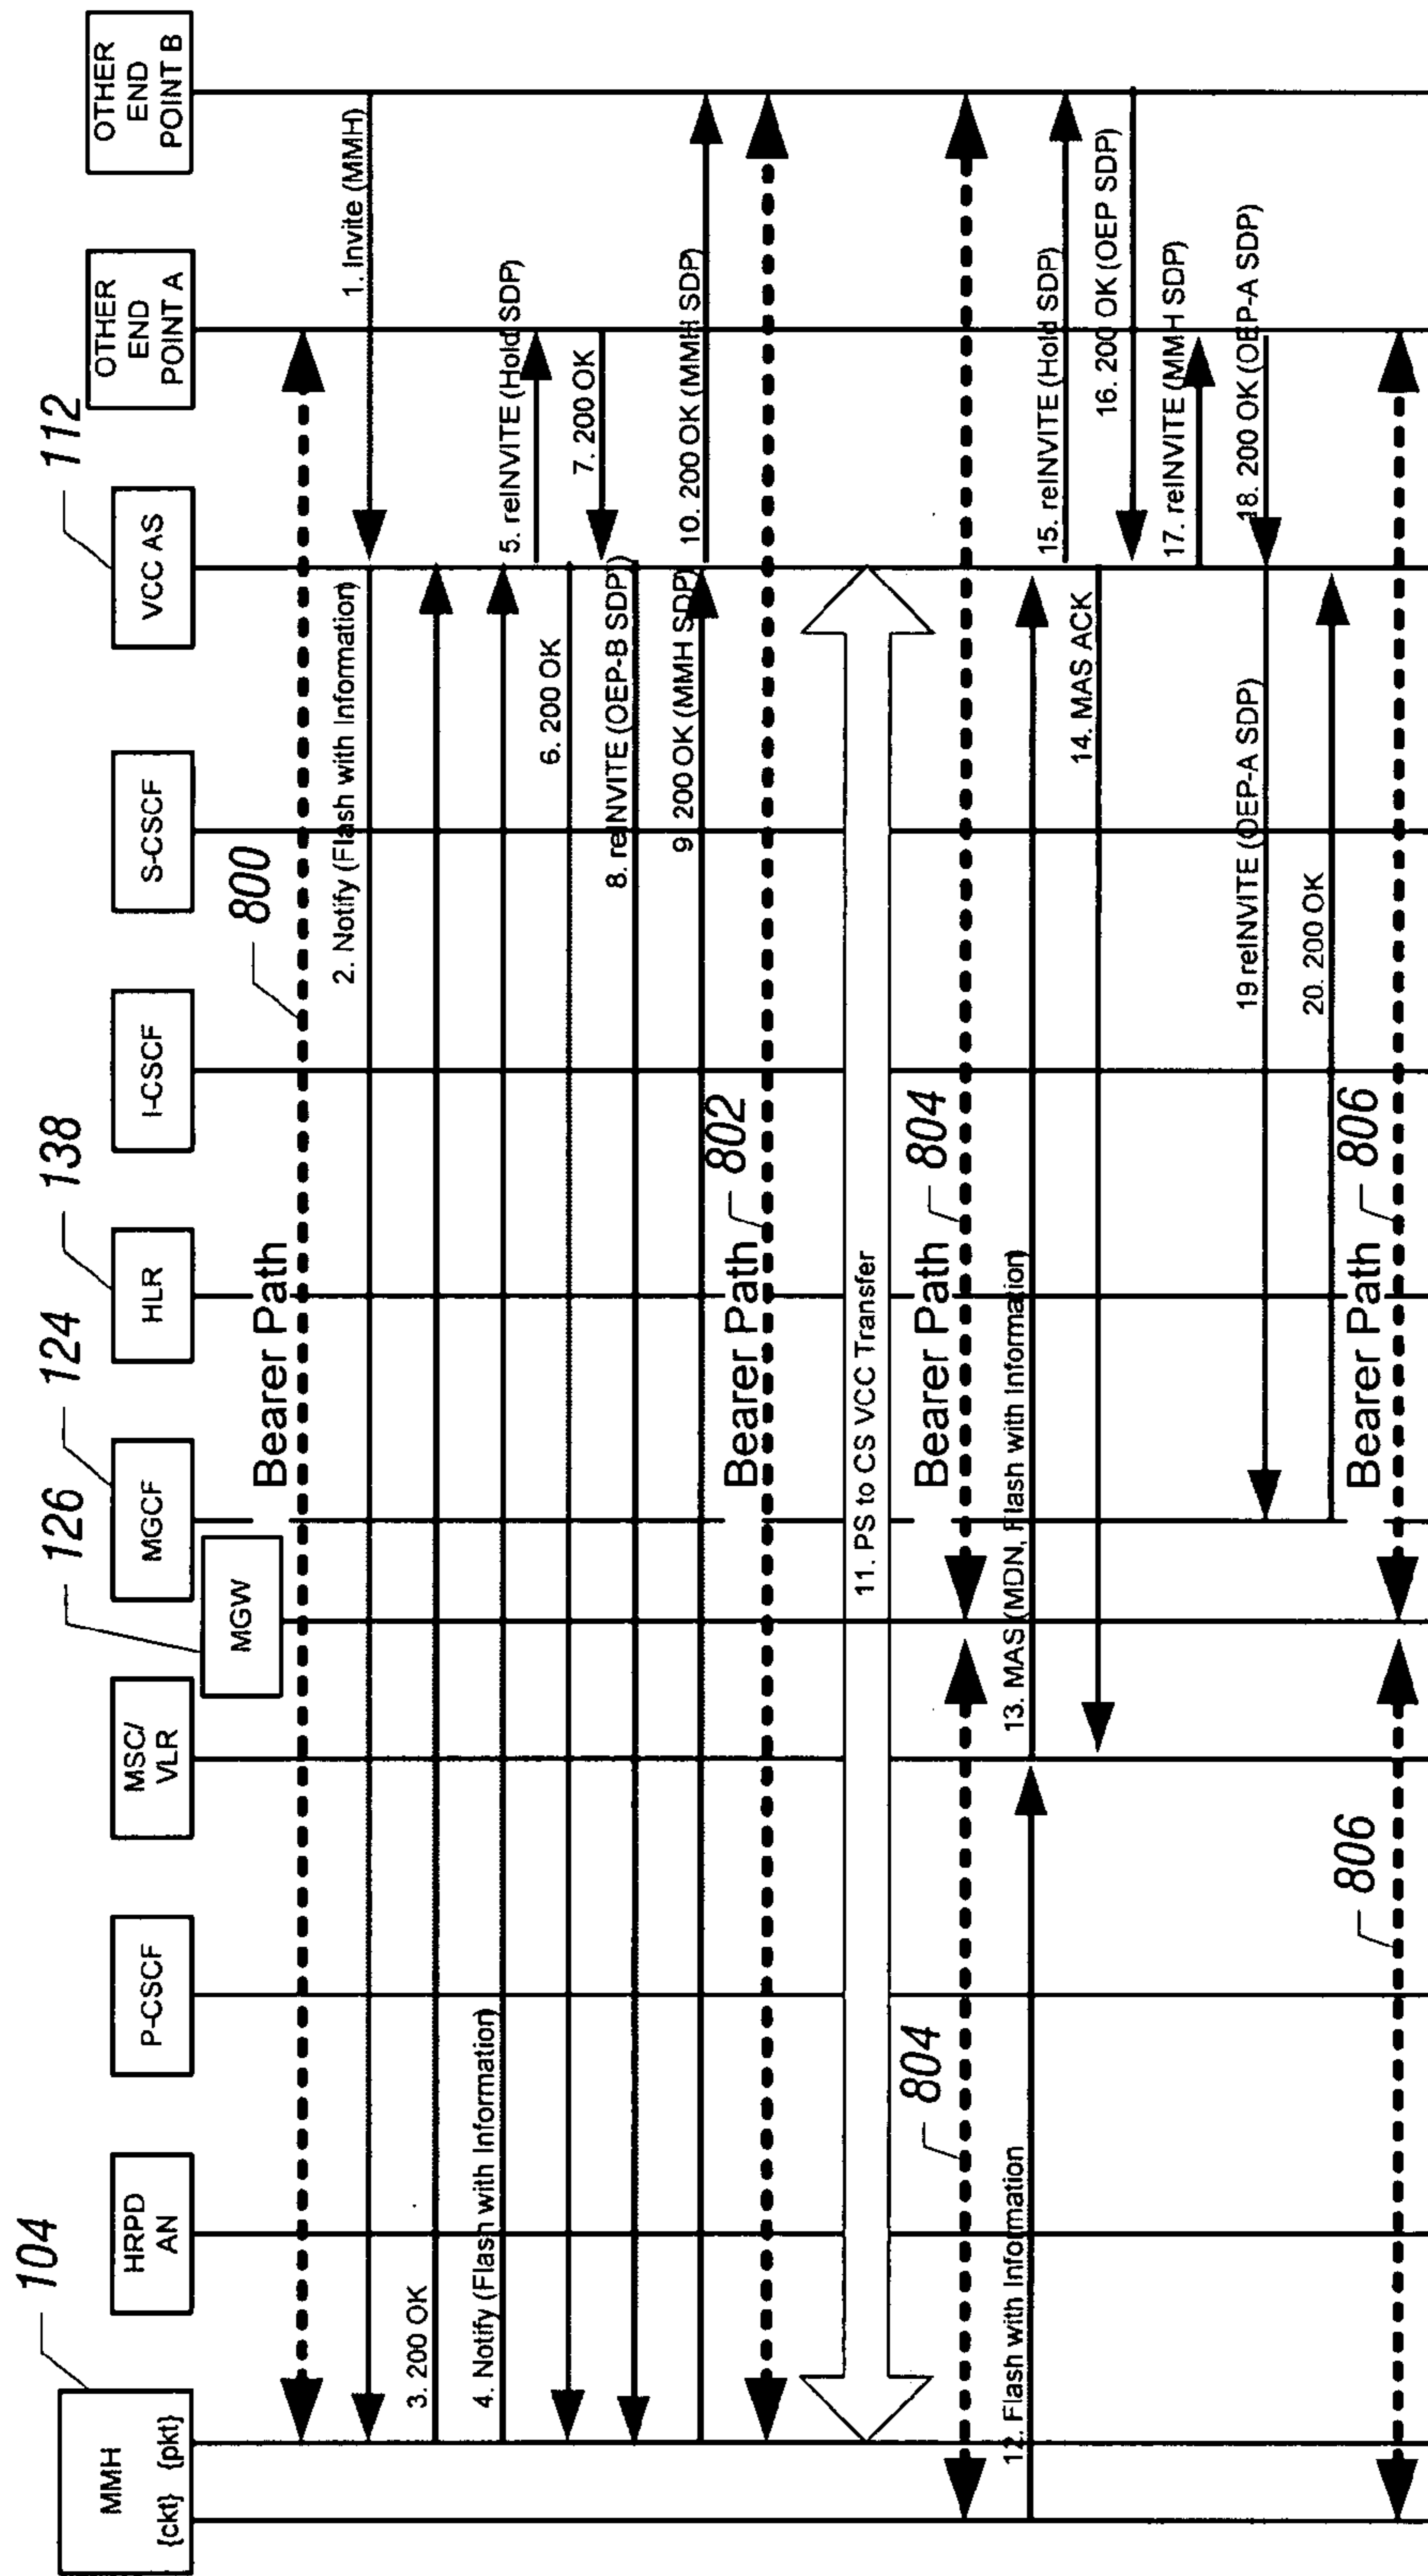 104
MMH
{ckt} {pkt}
HRPD
AN
P-CSCF
MSC/
VLR
126
MGW
124
MGCF
138
HLR
I-CSCF
S-CSCF
112
VCC AS
OTHER
END
POINT A
OTHER
END
POINT B
Bearer Path
800
1. Invite (MMH)
2. Notify (Flash with Information)
3. 200 OK
4. Notify (Flash with Information)
5. reINVITE (Hold SDP)
6. 200 OK
7. 200 OK
8. reINVITE (OEP-B SDP)
9 200 OK (MMH SDP)
10. 200 OK (MMH SDP)
Bearer Path
802
11. PS to CS VCC Transfer
804
Bearer Path
804
12. Flash with Information
13. MAS (MDN, Flash with Information)
14. MAS ACK
15. reINVITE (Hold SDP)
16. 200 OK (OEP SDP)
17. reINVITE (MMH SDP)
18. 200 OK (OEP-A SDP)
19 reINVITE (OEP-A SDP)
20. 200 OK
806
Bearer Path
806